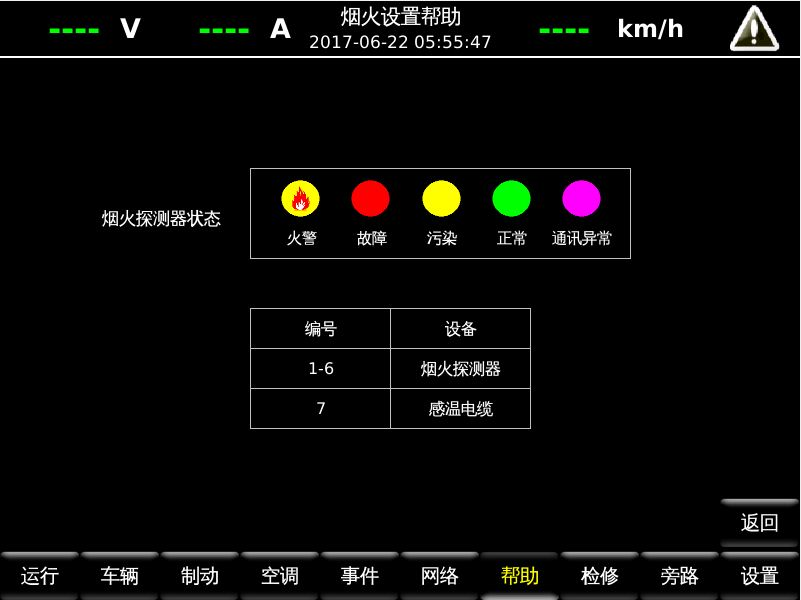 烟火设置帮助
---- V ---- A 2017-06-22 05:55:47 ---- km/h
烟火探测器状态
火警 故障 污染 正常 通讯异常
编号 设备
1-6 烟火探测器
7 感温电缆
返回
运行 车辆 制动 空调 事件 网络 帮助 检修 旁路 设置